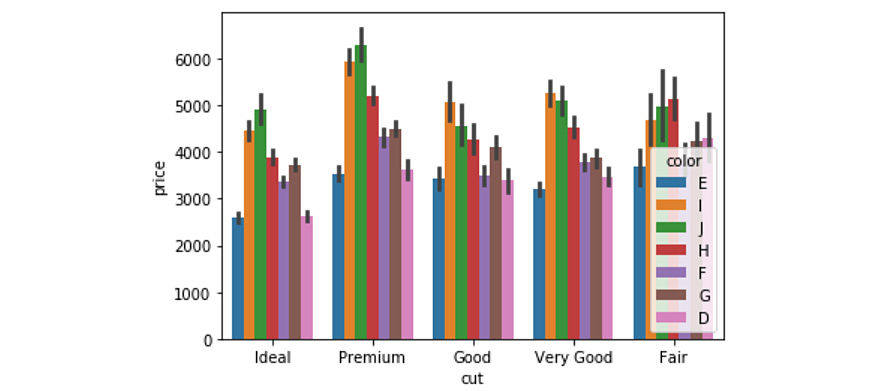 6000
5000
4000
3000
2000
1000
0
price
Ideal
Premium
Good
Very Good
Fair
cut
color
E
I
J
H
F
G
D